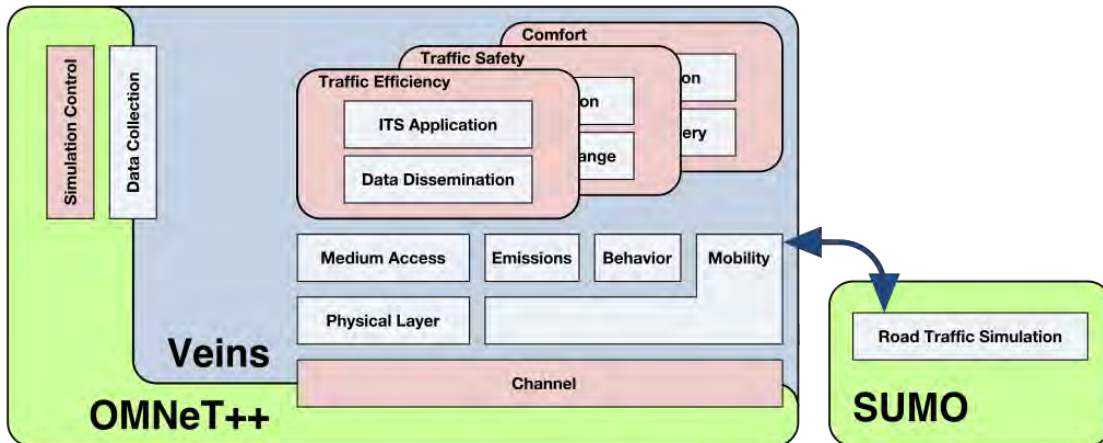 Comfort
Traffic Safety
Traffic Efficiency
ITS Application
Data Dissemination
on
ange
on
ery
Simulation Control
Data Collection
Medium Access
Emissions
Behavior
Mobility
Physical Layer
Road Traffic Simulation
Veins
Channel
OMNeT++
SUMO